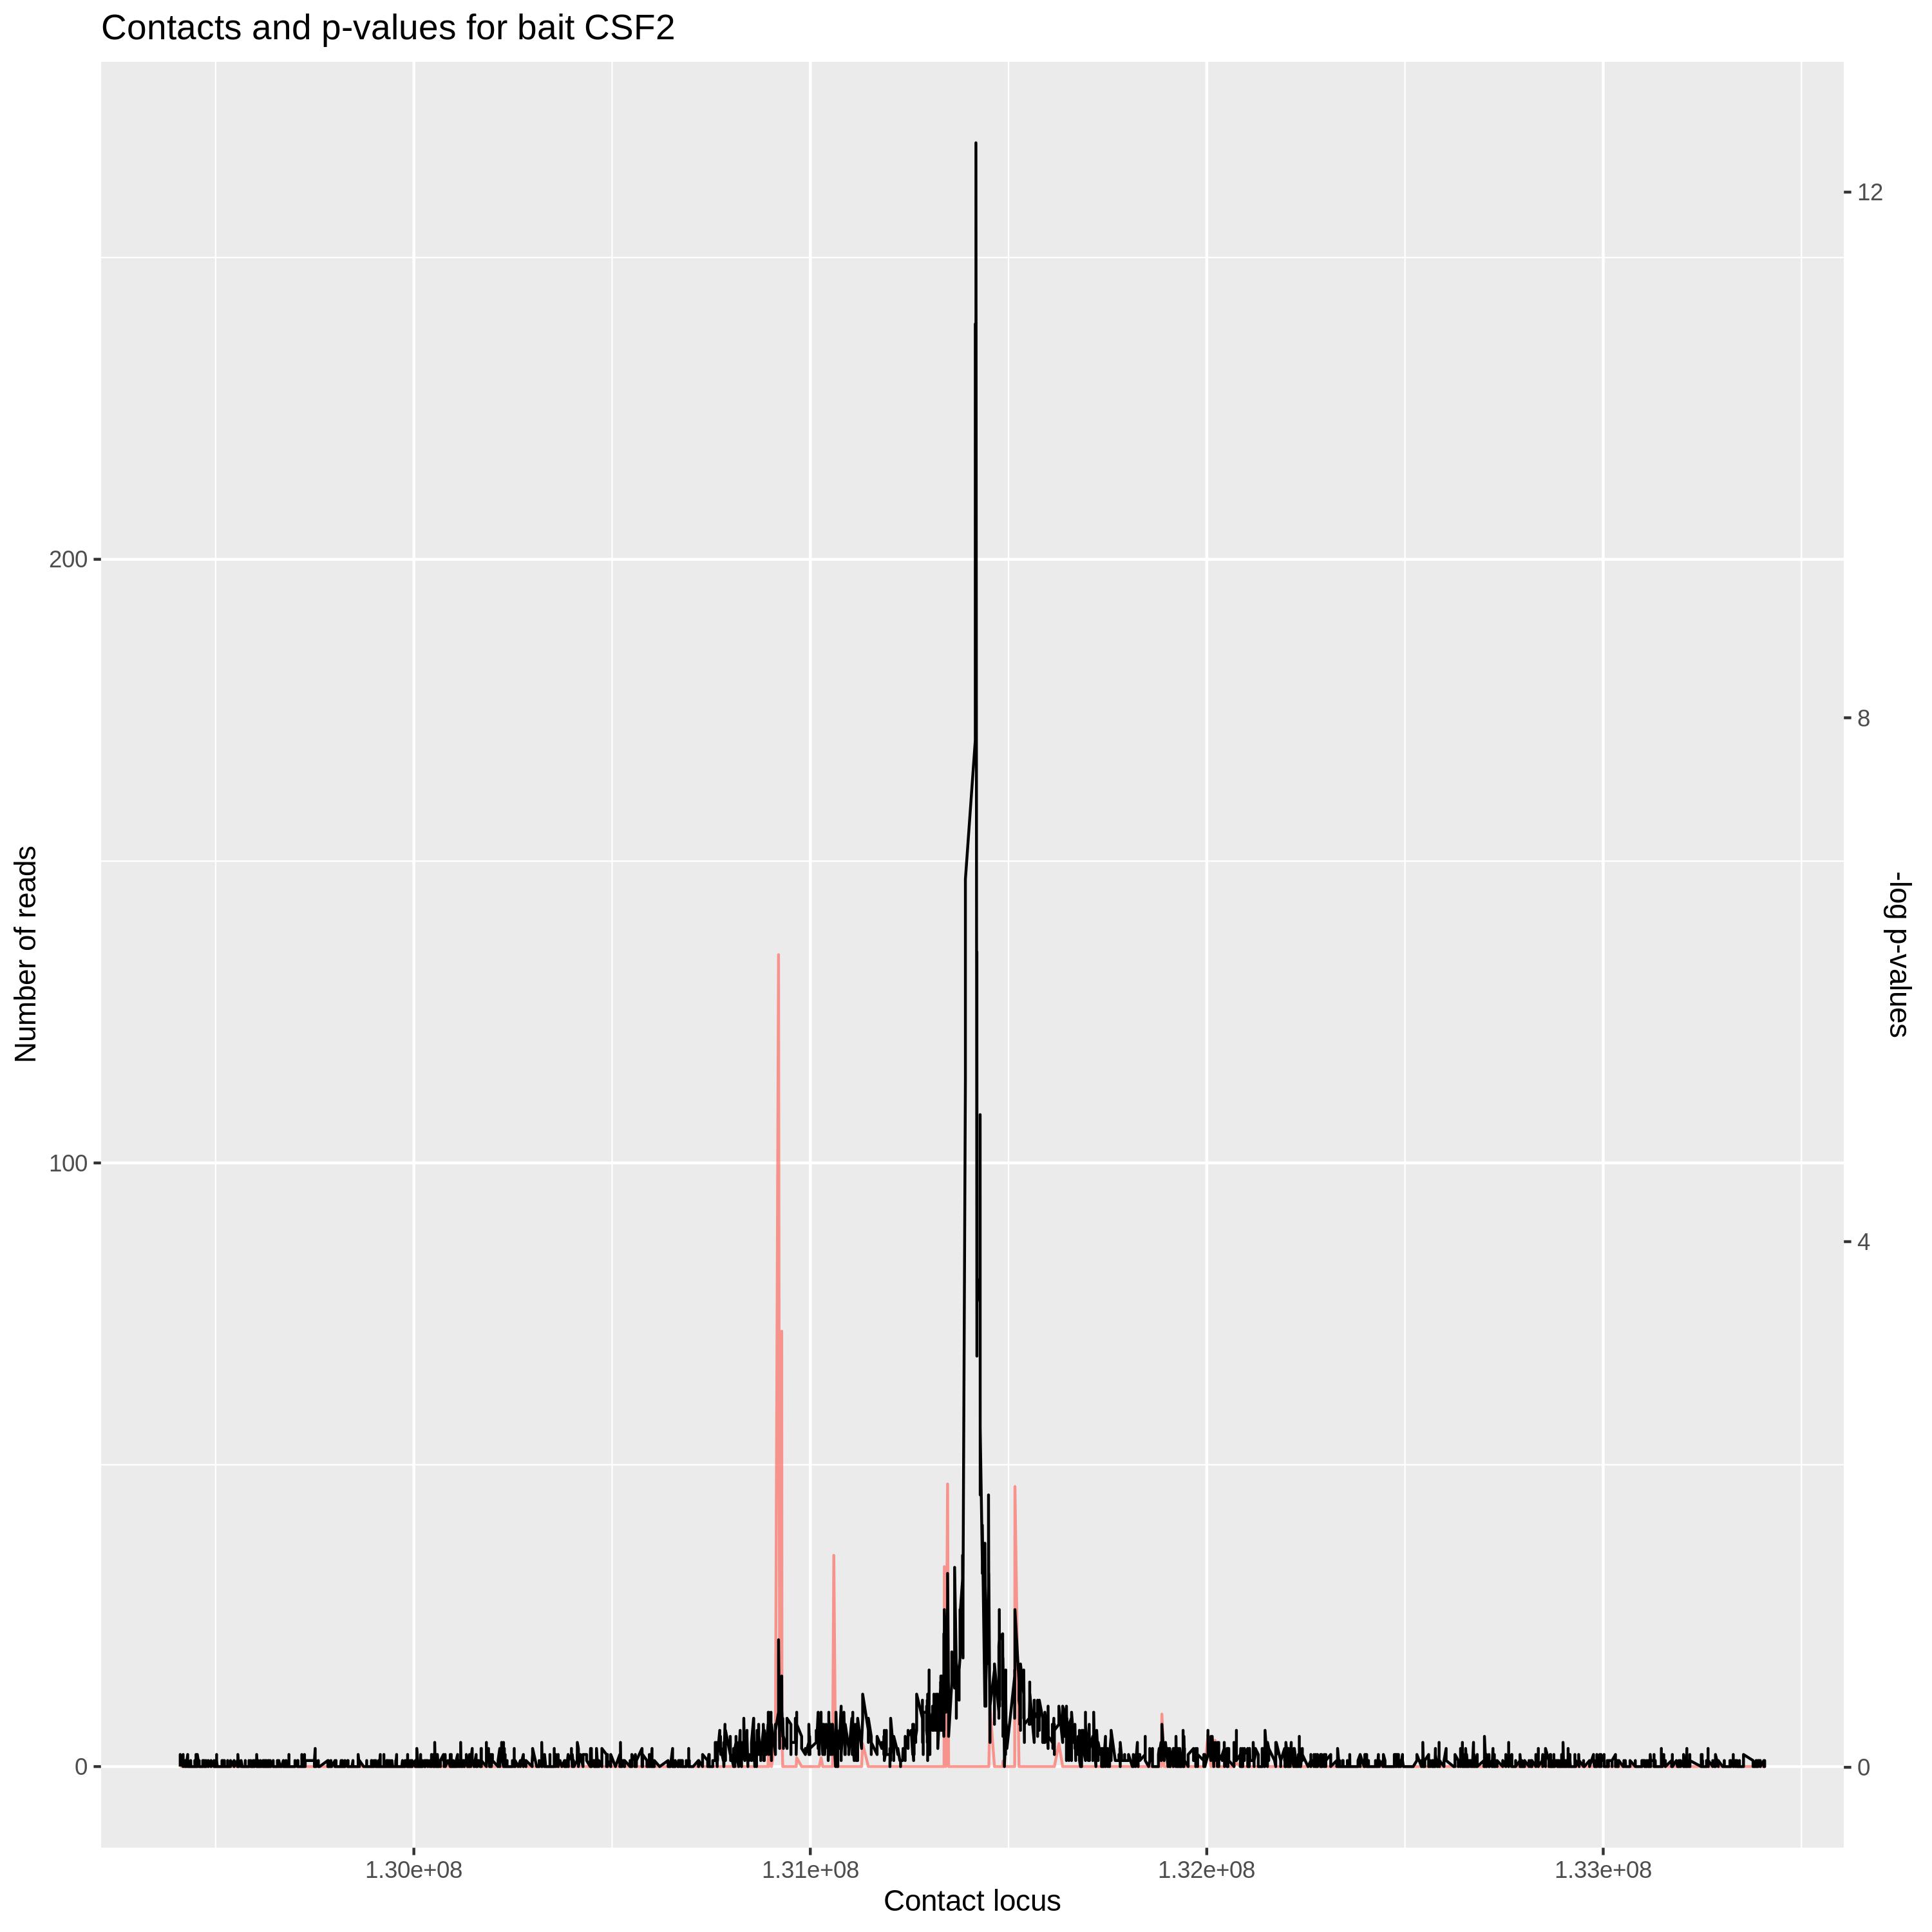 Contacts and p-values for bait CSF2
Number of reads
200
100
0
12
8
4
0
-log p-values
1.30e+08 1.31e+08 1.32e+08 1.33e+08
Contact locus